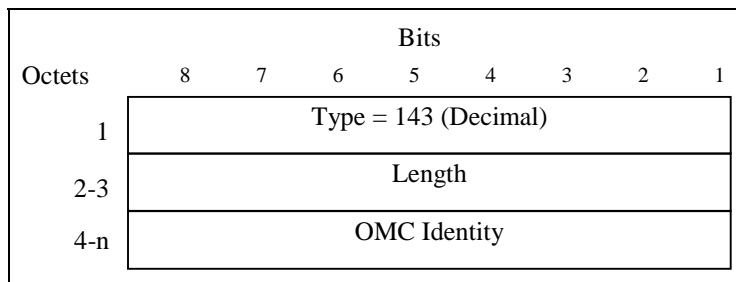 Bits
Octets 8 7 6 5 4 3 2 1
1 Type = 143 (Decimal)
2-3 Length
4-n OMC Identity